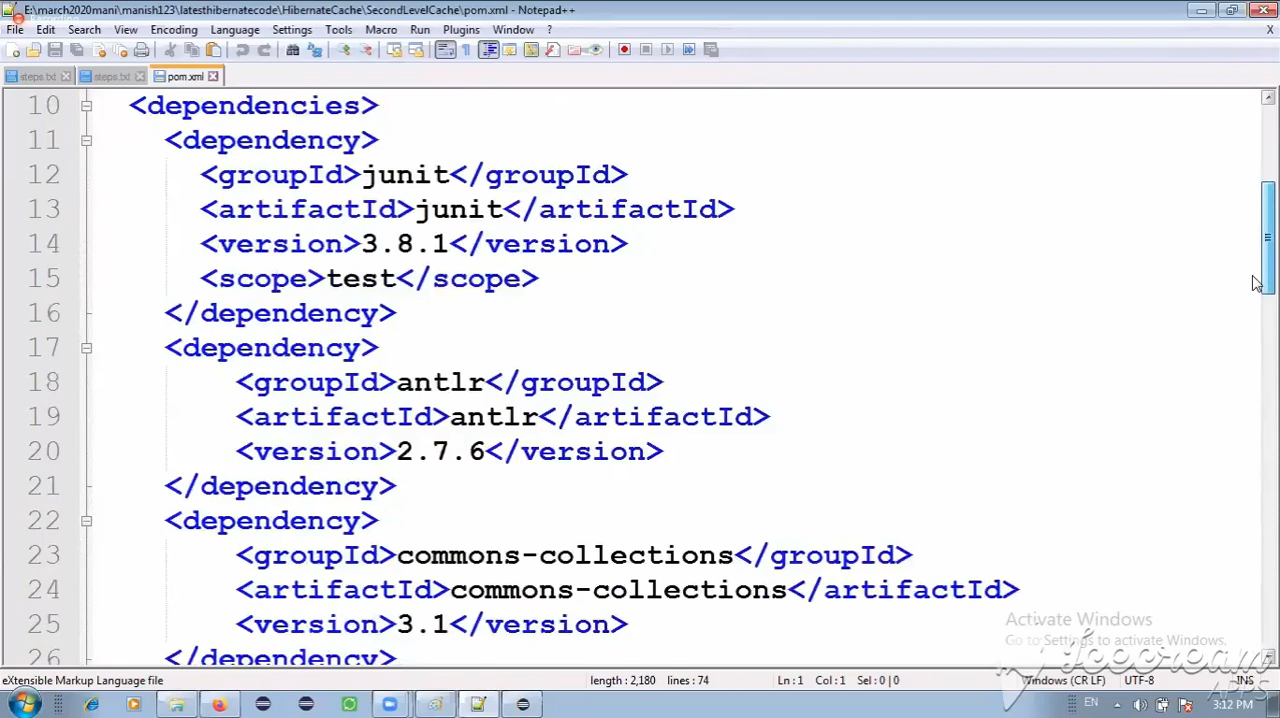 E:\march2020mani\manish123\latesthibernatecode\HibernateCache\SecondLevelCache\pom.xml - Notepad++
File Edit Search View Encoding Language Settings Tools Macro Run Plugins Window ? X
steps.txt steps.txt pom.xml
10 <dependencies>
11 <dependency>
12 <groupId>junit</groupId>
13 <artifactId>junit</artifactId>
14 <version>3.8.1</version>
15 <scope>test</scope>
16 </dependency>
17 <dependency>
18 <groupId>antlr</groupId>
19 <artifactId>antlr</artifactId>
20 <version>2.7.6</version>
21 </dependency>
22 <dependency>
23 <groupId>commons-collections</groupId>
24 <artifactId>commons-collections</artifactId>
25 <version>3.1</version>
26 </dependency>
Activate Windows
Go to Settings to activate Windows.
Icecream
APPS
eXtensible Markup Language file length : 2,180 lines : 74 Ln : 1 Col : 1 Sel : 0 | 0 Windows (CR LF) UTF-8 INS
EN 3:12 PM